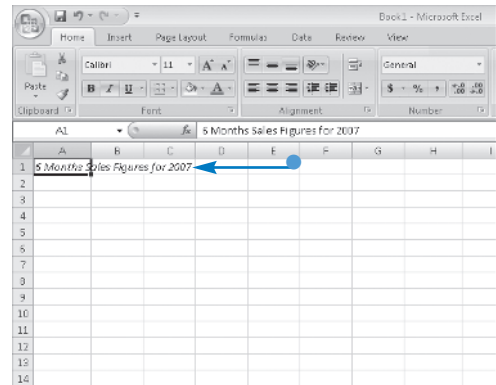 Book1 - Microsoft Excel
Home Insert Page Layout Formulas Data Review View
Calibri 11 A A General
Paste B I U A $ % , .00
Clipboard Font Alignment Number
A1 fx 6 Months Sales Figures for 2007
A B C D E F G H I
1 6 Months Sales Figures for 2007
2
3
4
5
6
7
8
9
10
11
12
13
14